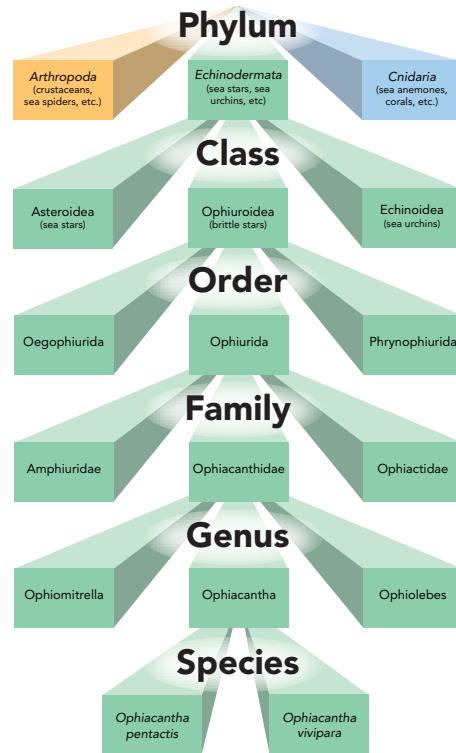 Phylum
Arthropoda
(crustaceans,
sea spiders, etc.)
Echinodermata
(sea stars, sea
urchins, etc)
Cnidaria
(sea anemones,
corals, etc.)
Class
Asteroidea
(sea stars)
Ophiuroidea
(brittle stars)
Echinoidea
(sea urchins)
Order
Oegophiurida
Ophiurida
Phrynophiurida
Family
Amphiuridae
Ophiacanthidae
Ophiactidae
Genus
Ophiomitrella
Ophiacantha
Ophiolebes
Species
Ophiacantha
pentactis
Ophiacantha
vivipara